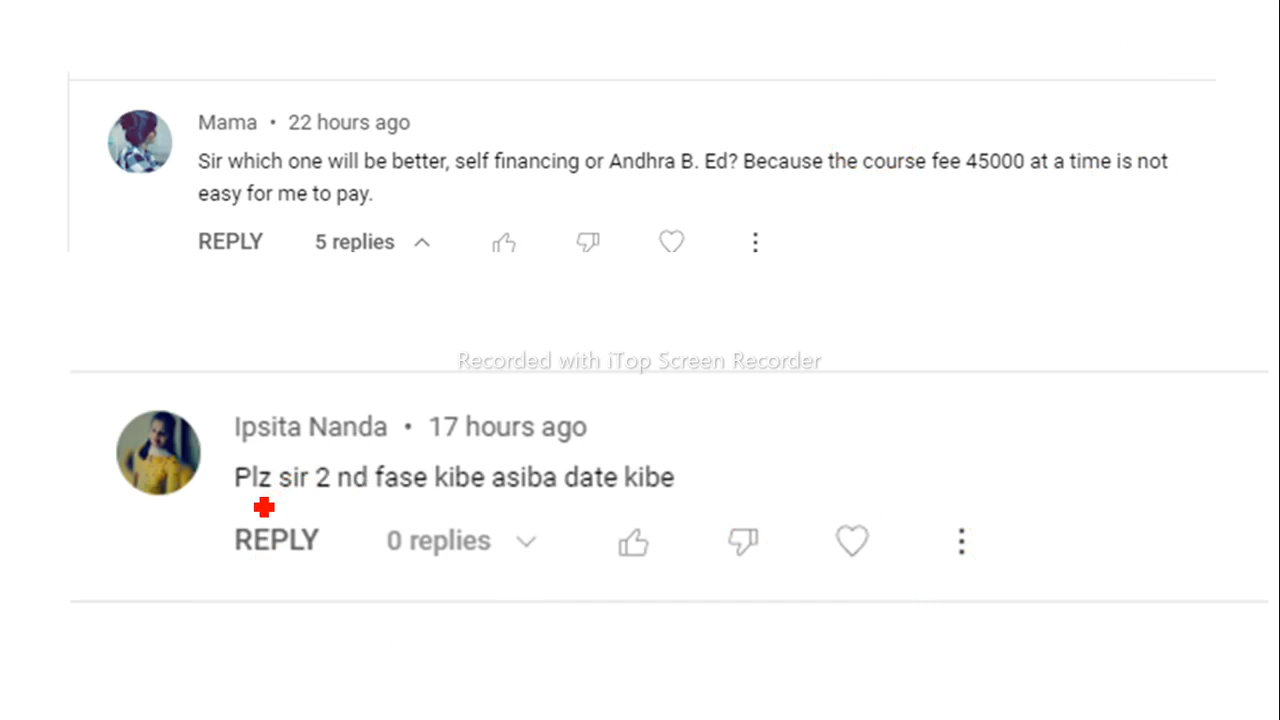 Mama • 22 hours ago
Sir which one will be better, self financing or Andhra B. Ed? Because the course fee 45000 at a time is not
easy for me to pay.
REPLY 5 replies
Recorded with iTop Screen Recorder
Ipsita Nanda • 17 hours ago
Plz sir 2 nd fase kibe asiba date kibe
REPLY 0 replies